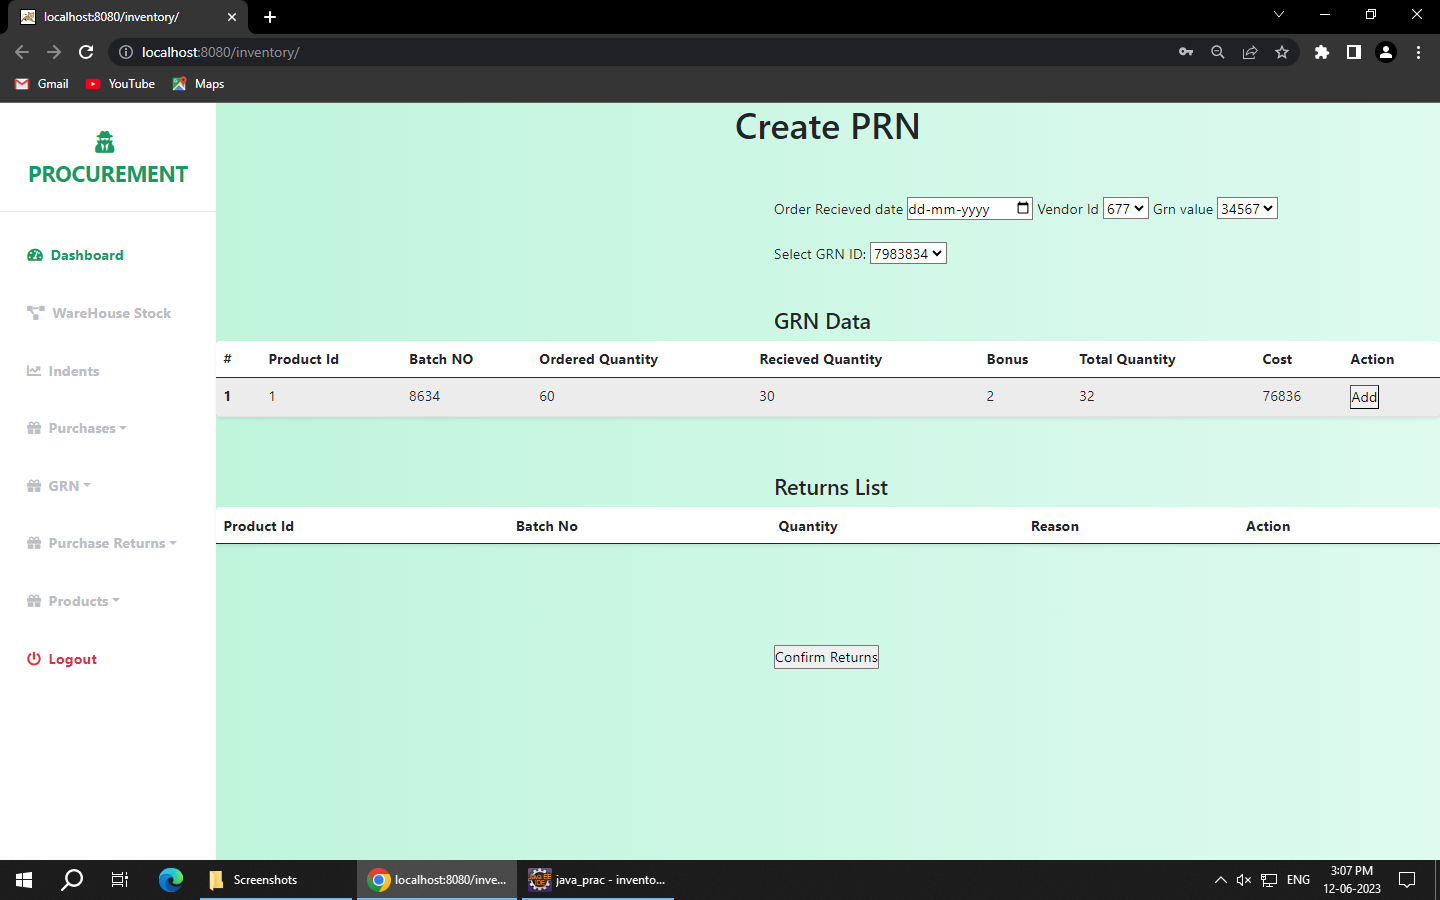 localhost:8080/inventory/
localhost:8080/inventory/
Gmail YouTube Maps
PROCUREMENT
Dashboard
WareHouse Stock
Indents
Purchases
GRN
Purchase Returns
Products
Logout
Create PRN
Order Recieved date dd-mm-yyyy Vendor Id 677 Grn value 34567
Select GRN ID: 7983834
GRN Data
# Product Id Batch NO Ordered Quantity Recieved Quantity Bonus Total Quantity Cost Action
1 1 8634 60 30 2 32 76836 Add
Returns List
Product Id Batch No Quantity Reason Action
Confirm Returns
Screenshots localhost:8080/inve... java_prac - invento... ENG 3:07 PM
12-06-2023